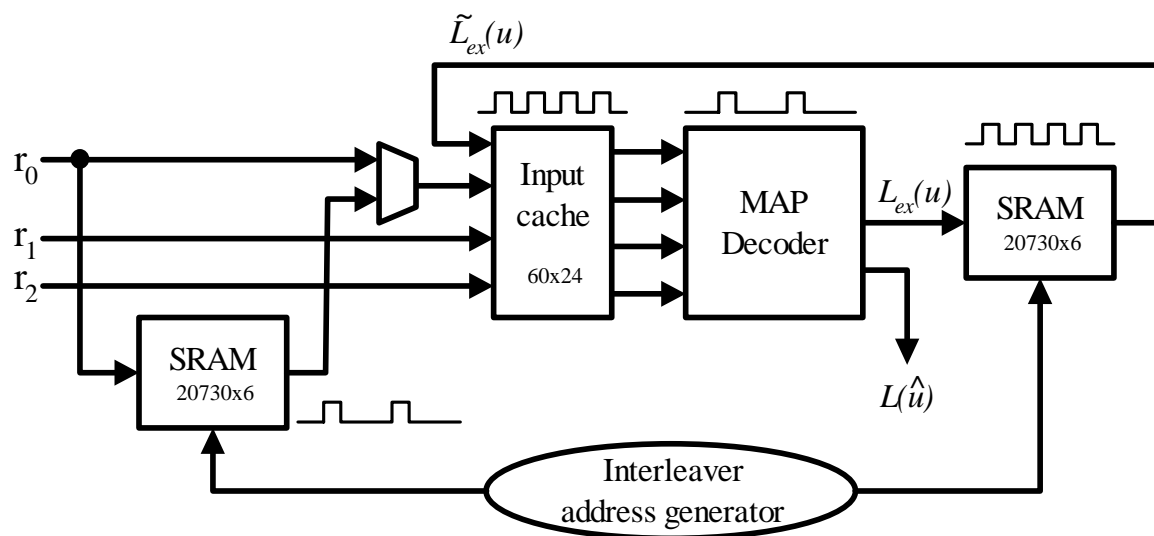 L̃ex(u)
r0
r1
r2
Input
cache
60x24
MAP
Decoder
Lex(u)
SRAM
20730x6
SRAM
20730x6
L(û)
Interleaver
address generator